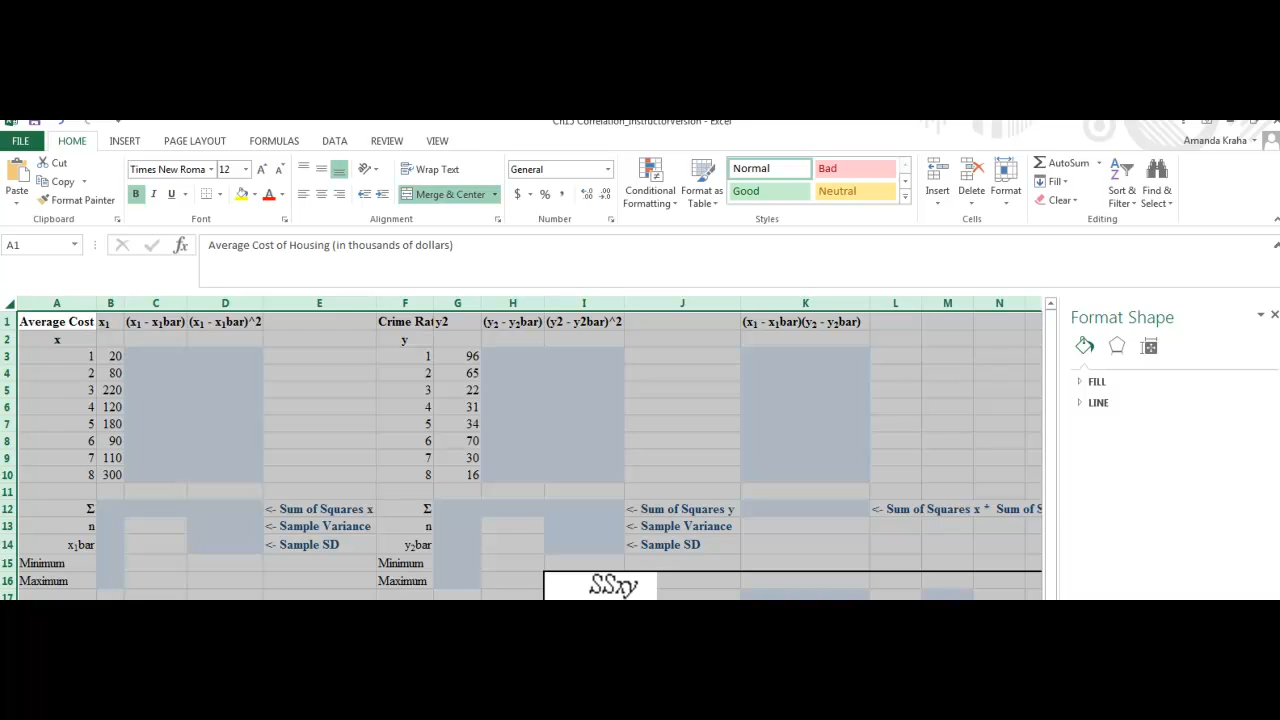 Ch15 Correlation_InstructorVersion - Excel
FILE HOME INSERT PAGE LAYOUT FORMULAS DATA REVIEW VIEW Amanda Kraha
Paste Cut Copy Format Painter Clipboard
Times New Roma 12 B I U A A A Font
Wrap Text Merge & Center Alignment
General $ % , Number
Conditional Formatting Format as Table Normal Bad Good Neutral Styles
Insert Delete Format Cells
AutoSum Fill Clear Sort & Filter Find & Select Editing
A1 fx Average Cost of Housing (in thousands of dollars)
A B C D E F G H I J K L M N
1 Average Cost x₁ (x₁ - x₁bar) (x₁ - x₁bar)^2 Crime Rat y2 (y₂ - y₂bar) (y2 - y2bar)^2 (x₁ - x₁bar)(y₂ - y₂bar)
2 x y
3 1 20 1 96
4 2 80 2 65
5 3 220 3 22
6 4 120 4 31
7 5 180 5 34
8 6 90 6 70
9 7 110 7 30
10 8 300 8 16
11
12 Σ <- Sum of Squares x Σ <- Sum of Squares y <- Sum of Squares x * Sum of S
13 n <- Sample Variance n <- Sample Variance
14 x₁bar <- Sample SD y₂bar <- Sample SD
15 Minimum Minimum
16 Maximum Maximum SSxy
17
Format Shape
FILL
LINE